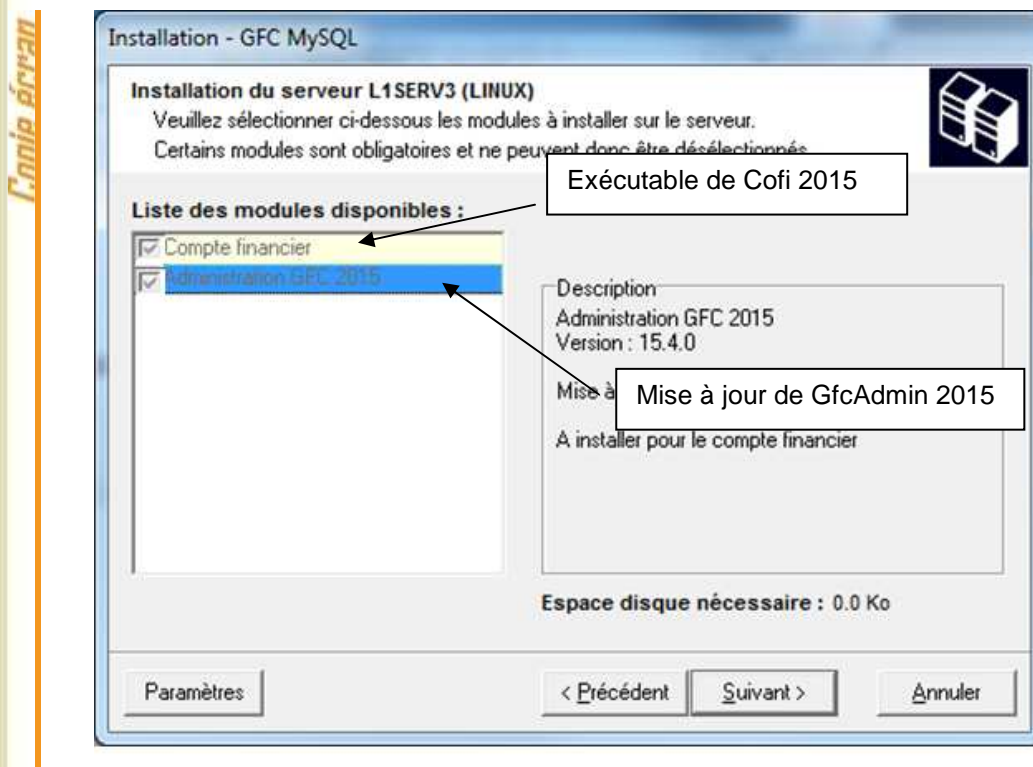 Copie écran
Installation - GFC MySQL
Installation du serveur L1SERV3 (LINUX)
Veuillez sélectionner ci-dessous les modules à installer sur le serveur.
Certains modules sont obligatoires et ne peuvent donc être désélectionnés
Exécutable de Cofi 2015
Liste des modules disponibles :
Compte financier
Administration GFC 2015
Description
Administration GFC 2015
Version : 15.4.0
Mise à
Mise à jour de GfcAdmin 2015
A installer pour le compte financier
Espace disque nécessaire : 0.0 Ko
Paramètres
< Précédent
Suivant >
Annuler